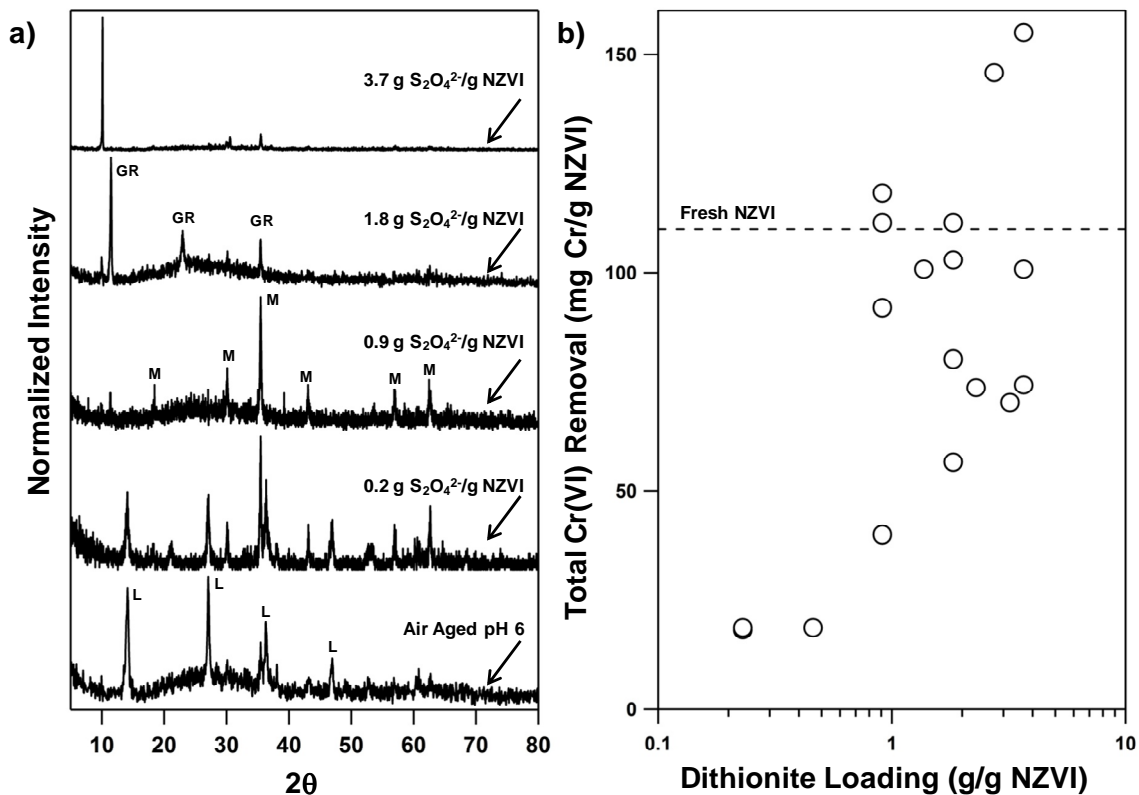 a)
3.7 g S₂O₄²⁻/g NZVI
GR
1.8 g S₂O₄²⁻/g NZVI
GR
GR
M
0.9 g S₂O₄²⁻/g NZVI
M
M
M
M
M
0.2 g S₂O₄²⁻/g NZVI
L
L
L
L
Air Aged pH 6
Normalized Intensity
10 20 30 40 50 60 70 80
2θ
b)
150
100
50
0
Fresh NZVI
Total Cr(VI) Removal (mg Cr/g NZVI)
0.1 1 10
Dithionite Loading (g/g NZVI)